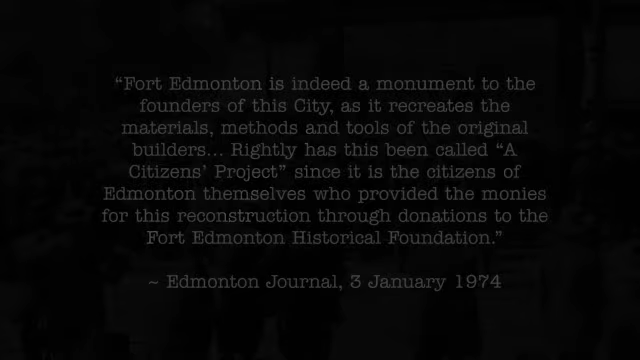 “Fort Edmonton is indeed a monument to the
founders of this City, as it recreates the
materials, methods and tools of the original
builders... Rightly has this been called “A
Citizens’ Project” since it is the citizens of
Edmonton themselves who provided the monies
for this reconstruction through donations to the
Fort Edmonton Historical Foundation.”
~ Edmonton Journal, 3 January 1974